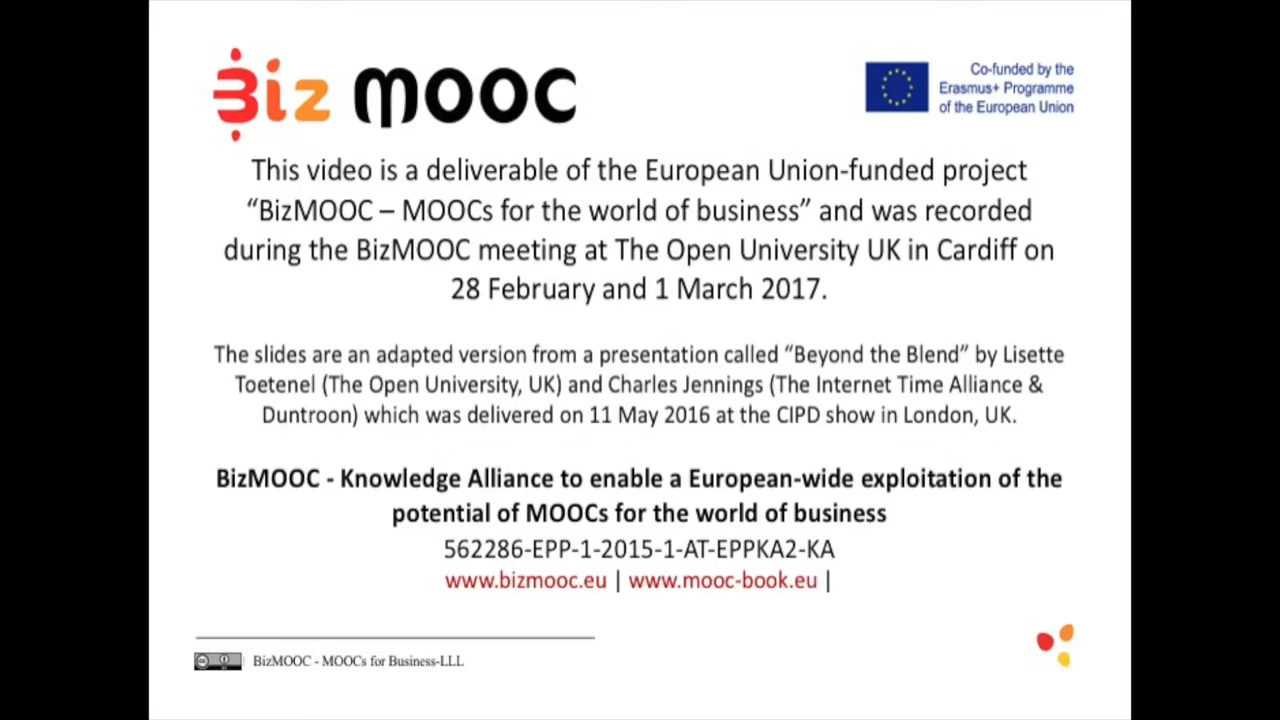 Biz MOOC
Co-funded by the
Erasmus+ Programme
of the European Union
This video is a deliverable of the European Union-funded project
“BizMOOC – MOOCs for the world of business” and was recorded
during the BizMOOC meeting at The Open University UK in Cardiff on
28 February and 1 March 2017.
The slides are an adapted version from a presentation called “Beyond the Blend” by Lisette
Toetenel (The Open University, UK) and Charles Jennings (The Internet Time Alliance &
Duntroon) which was delivered on 11 May 2016 at the CIPD show in London, UK.
BizMOOC - Knowledge Alliance to enable a European-wide exploitation of the
potential of MOOCs for the world of business
562286-EPP-1-2015-1-AT-EPPKA2-KA
www.bizmooc.eu | www.mooc-book.eu |
BizMOOC - MOOCs for Business-LLL